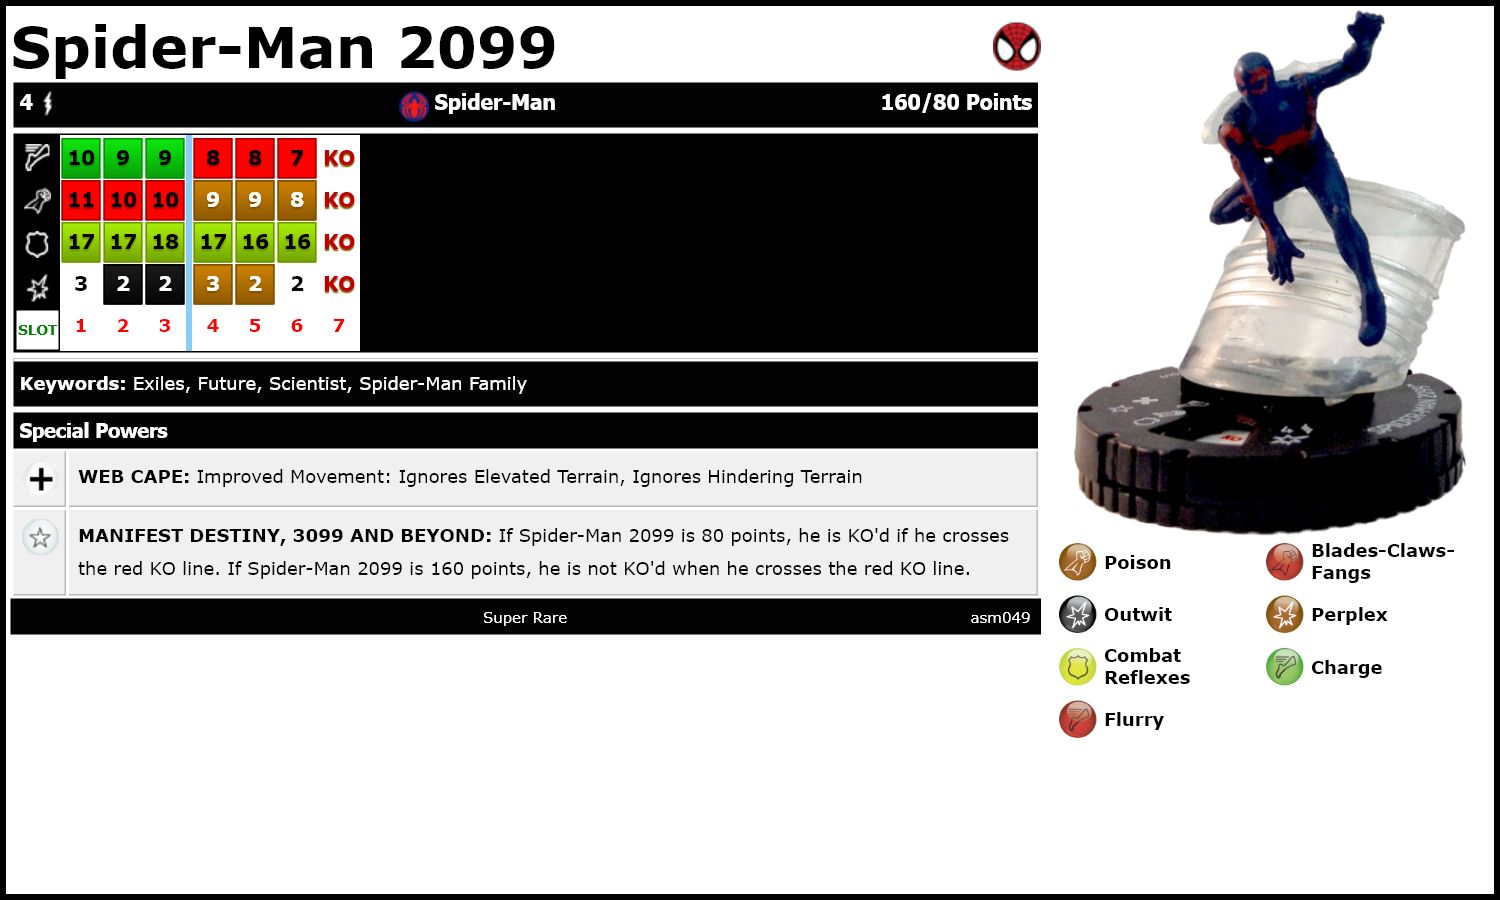 Spider-Man 2099
4 Spider-Man 160/80 Points
10 9 9 8 8 7 KO
11 10 10 9 9 8 KO
17 17 18 17 16 16 KO
3 2 2 3 2 2 KO
SLOT 1 2 3 4 5 6 7
Keywords: Exiles, Future, Scientist, Spider-Man Family
Special Powers
WEB CAPE: Improved Movement: Ignores Elevated Terrain, Ignores Hindering Terrain
MANIFEST DESTINY, 3099 AND BEYOND: If Spider-Man 2099 is 80 points, he is KO'd if he crosses
the red KO line. If Spider-Man 2099 is 160 points, he is not KO'd when he crosses the red KO line.
Super Rare asm049
SPIDER-MAN 2099
KO
Poison
Blades-Claws-
Fangs
Outwit
Perplex
Combat
Reflexes
Charge
Flurry